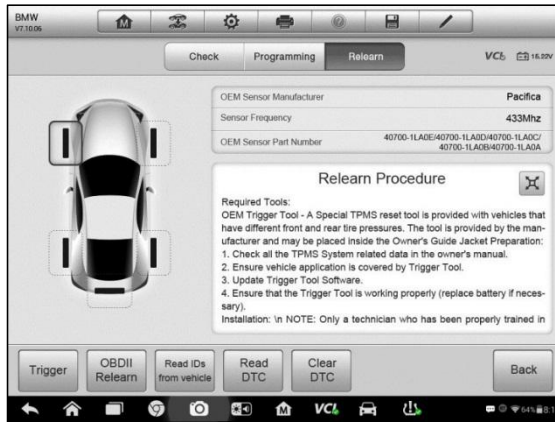 BMW
V7.10.06
M
Check
Programming
Relearn
VCI
OEM Sensor Manufacturer
Pacifica
Sensor Frequency
433Mhz
OEM Sensor Part Number
40700-1LA0E/40700-1LA0D/40700-1LA0C/
40700-1LA0B/40700-1LA0A
Relearn Procedure
Required Tools:
OEM Trigger Tool - A Special TPMS reset tool is provided with vehicles that
have different front and rear tire pressures. The tool is provided by the man-
ufacturer and may be placed inside the Owner's Guide Jacket Preparation:
1. Check all the TPMS System related data in the owner's manual.
2. Ensure vehicle application is covered by Trigger Tool.
3. Update Trigger Tool Software.
4. Ensure that the Trigger Tool is working properly (replace battery if neces-
sary).
Installation: \n NOTE: Only a technician who has been properly trained in
Trigger
OBDII
Relearn
Read IDs
from vehicle
Read
DTC
Clear
DTC
Back
M
VCI
64%